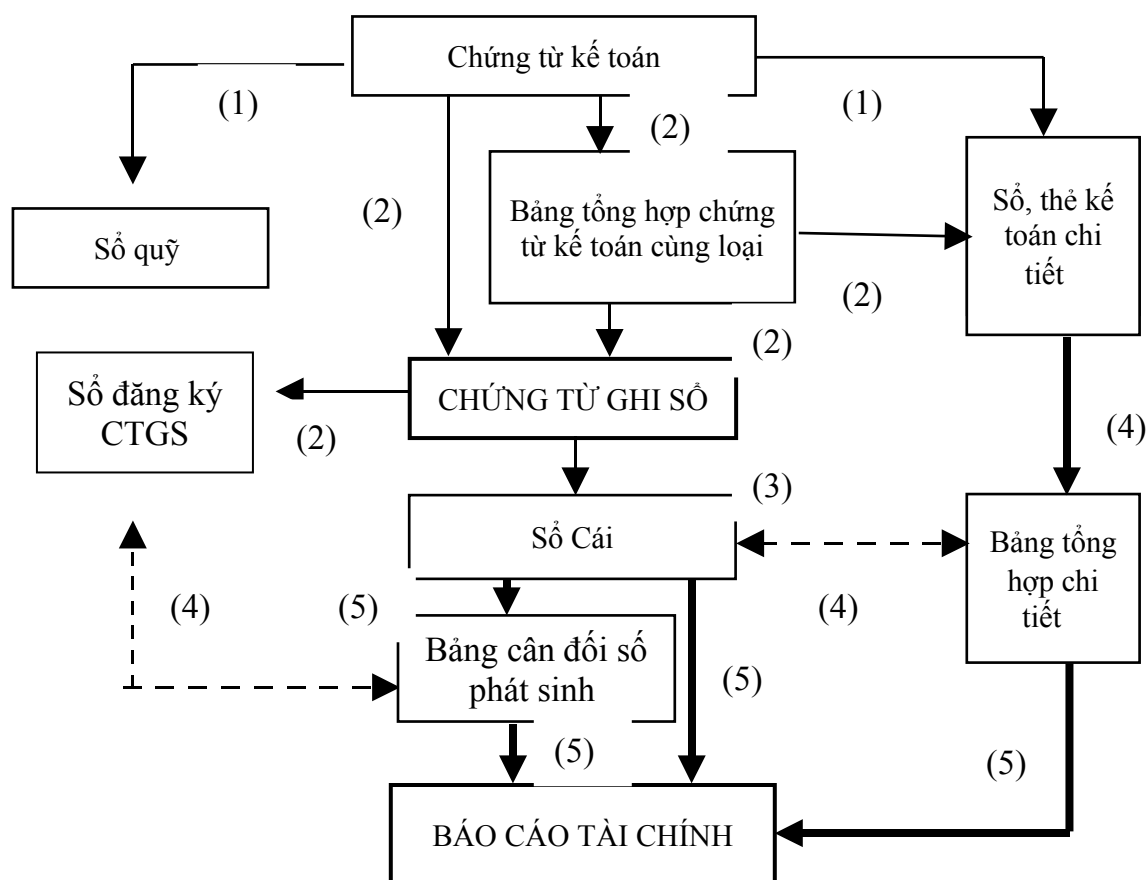 Chứng từ kế toán
(1)
(2)
(1)
(2)
Bảng tổng hợp chứng
từ kế toán cùng loại
Sổ quỹ
Sổ, thẻ kế
toán chi
tiết
(2)
(2)
Sổ đăng ký
CTGS
(2)
CHỨNG TỪ GHI SỔ
(4)
(3)
Sổ Cái
Bảng tổng
hợp chi
tiết
(4)
(5)
(4)
Bảng cân đối số
phát sinh
(5)
(5)
(5)
BÁO CÁO TÀI CHÍNH